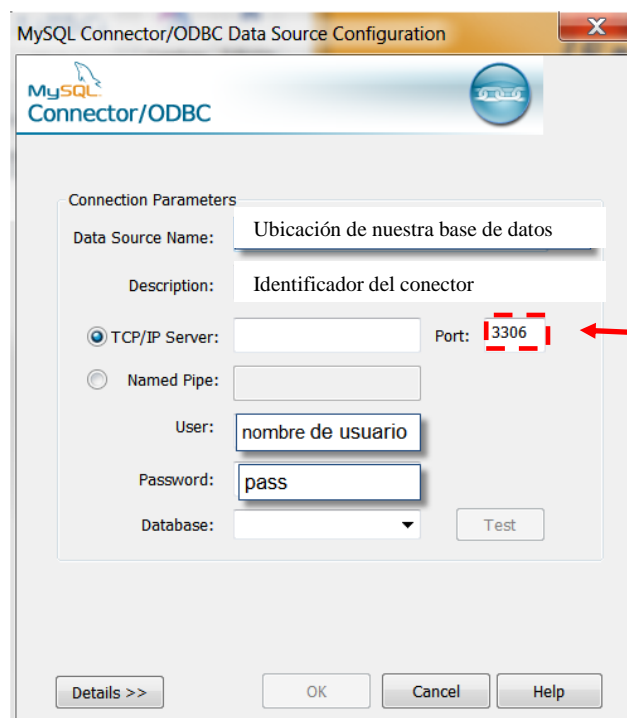 MySQL Connector/ODBC Data Source Configuration
X
MySQL
Connector/ODBC
Connection Parameters
Data Source Name: Ubicación de nuestra base de datos
Description: Identificador del conector
TCP/IP Server: Port: 3306
Named Pipe:
User: nombre de usuario
Password: pass
Database: Test
Details >> OK Cancel Help